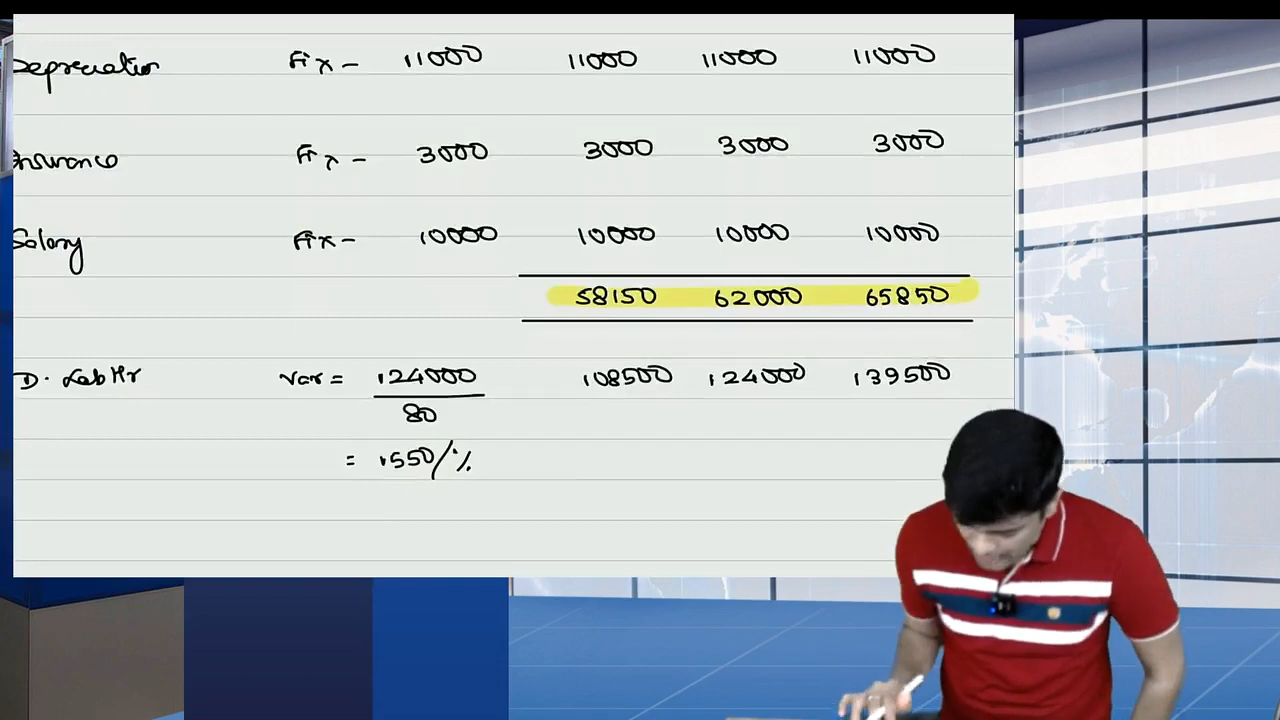 Depreciation Fix - 11000 11000 11000 11000
Insurance Fix - 3000 3000 3000 3000
Salary Fix - 10000 10000 10000 10000
58150 62000 65850
D. Lab Hr Var = 124000 108500 124000 139500
80
= 1550/%